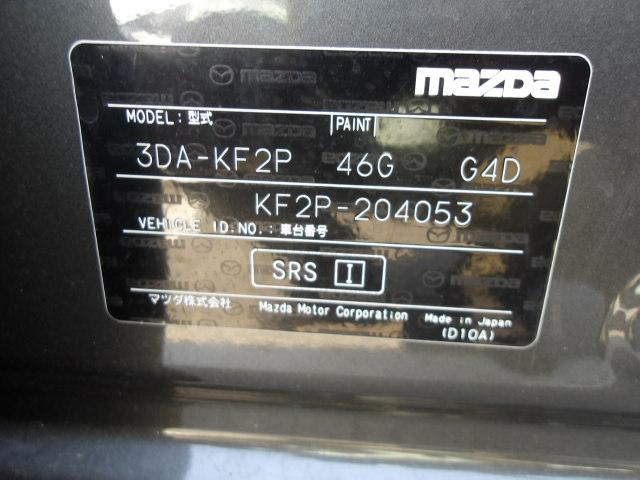 mazda
MODEL: 型式 PAINT
3DA-KF2P 46G G4D
KF2P-204053
VEHICLE ID.NO.: 車台番号
SRS I
マツダ株式会社 Mazda Motor Corporation Made in Japan
(D10A)